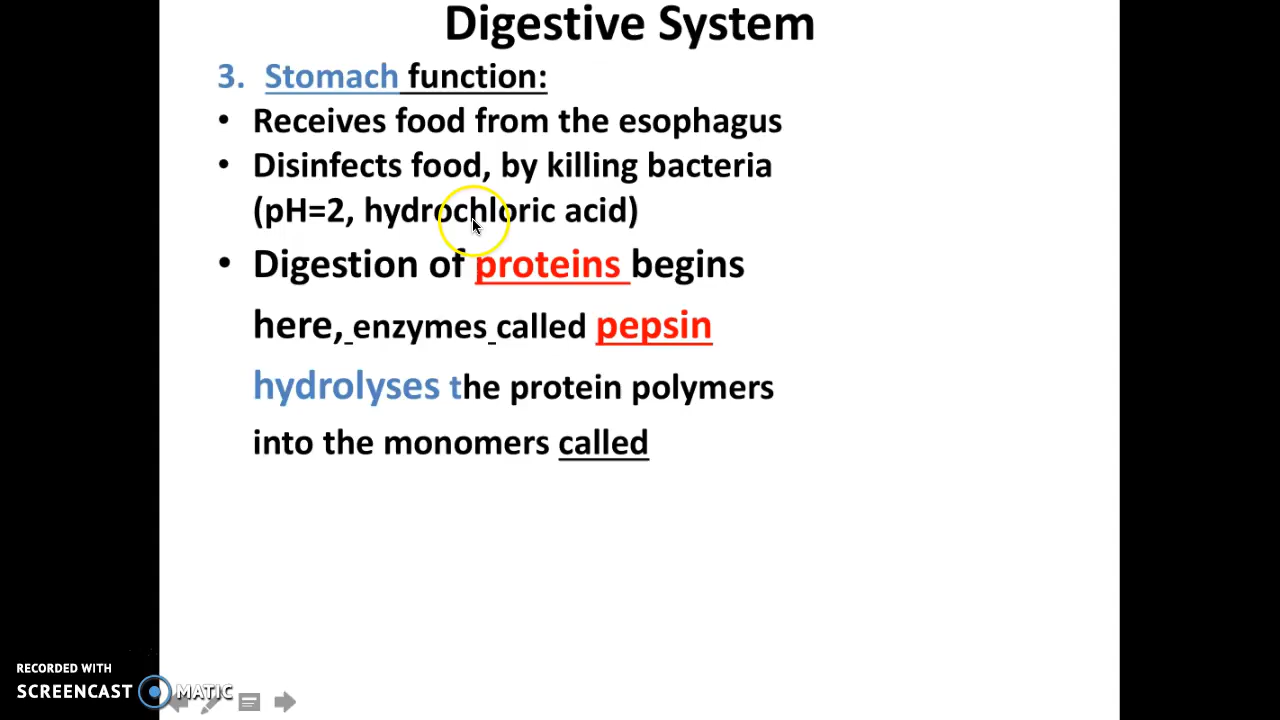 Digestive System
3. Stomach function:
• Receives food from the esophagus
• Disinfects food, by killing bacteria
(pH=2, hydrochloric acid)
• Digestion of proteins begins
here, enzymes called pepsin
hydrolyses the protein polymers
into the monomers called
RECORDED WITH
SCREENCAST MATIC